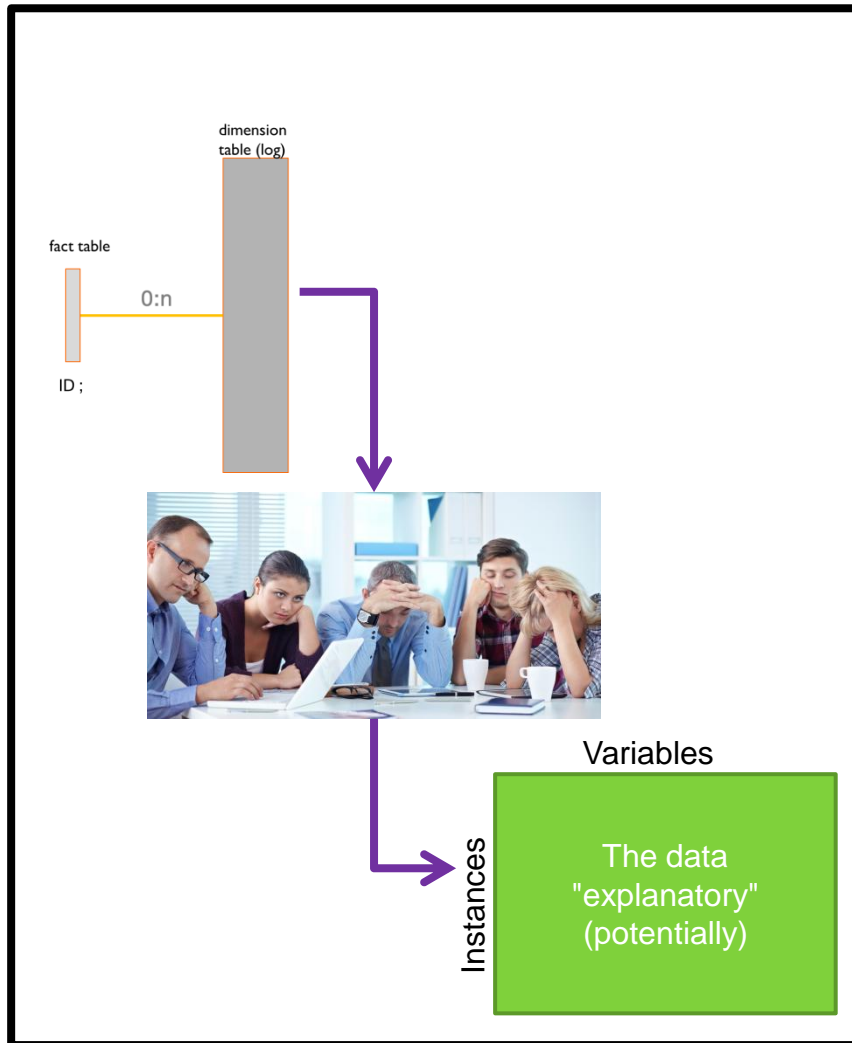 dimension
table (log)
fact table
0:n
ID ;
Variables
Instances
The data
"explanatory"
(potentially)